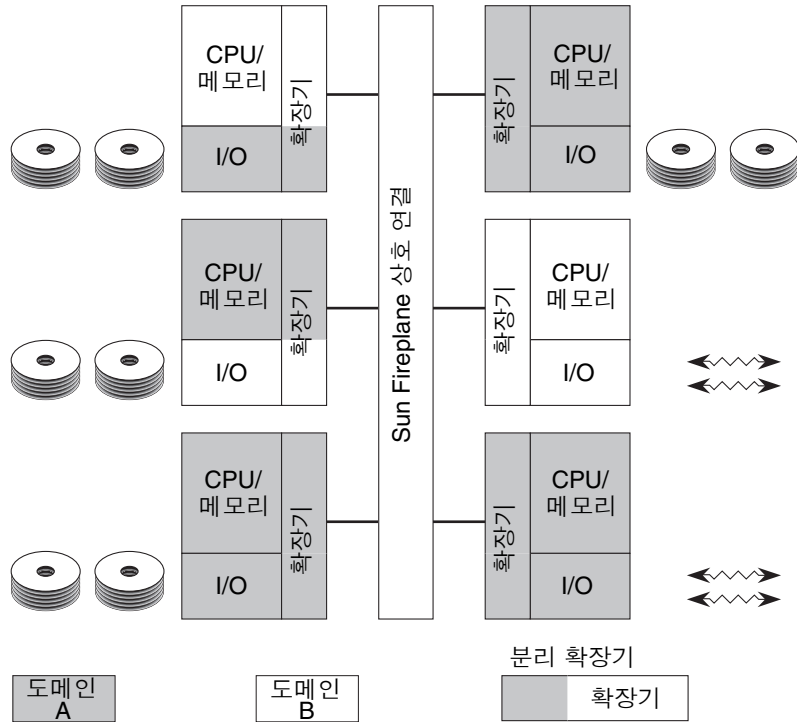 CPU/
메모리
확장기
I/O
확장기
CPU/
메모리
I/O
CPU/
메모리
확장기
I/O
Sun Fireplane 상호 연결
확장기
CPU/
메모리
I/O
CPU/
메모리
확장기
I/O
확장기
CPU/
메모리
I/O
도메인
A
도메인
B
분리 확장기
확장기